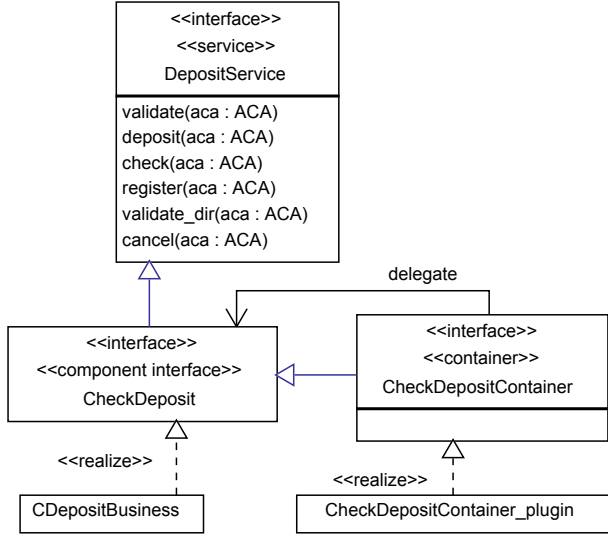 <<interface>>
<<service>>
DepositService
validate(aca : ACA)
deposit(aca : ACA)
check(aca : ACA)
register(aca : ACA)
validate_dir(aca : ACA)
cancel(aca : ACA)
delegate
<<interface>>
<<component interface>>
CheckDeposit
<<interface>>
<<container>>
CheckDepositContainer
<<realize>>
<<realize>>
CDepositBusiness
CheckDepositContainer_plugin